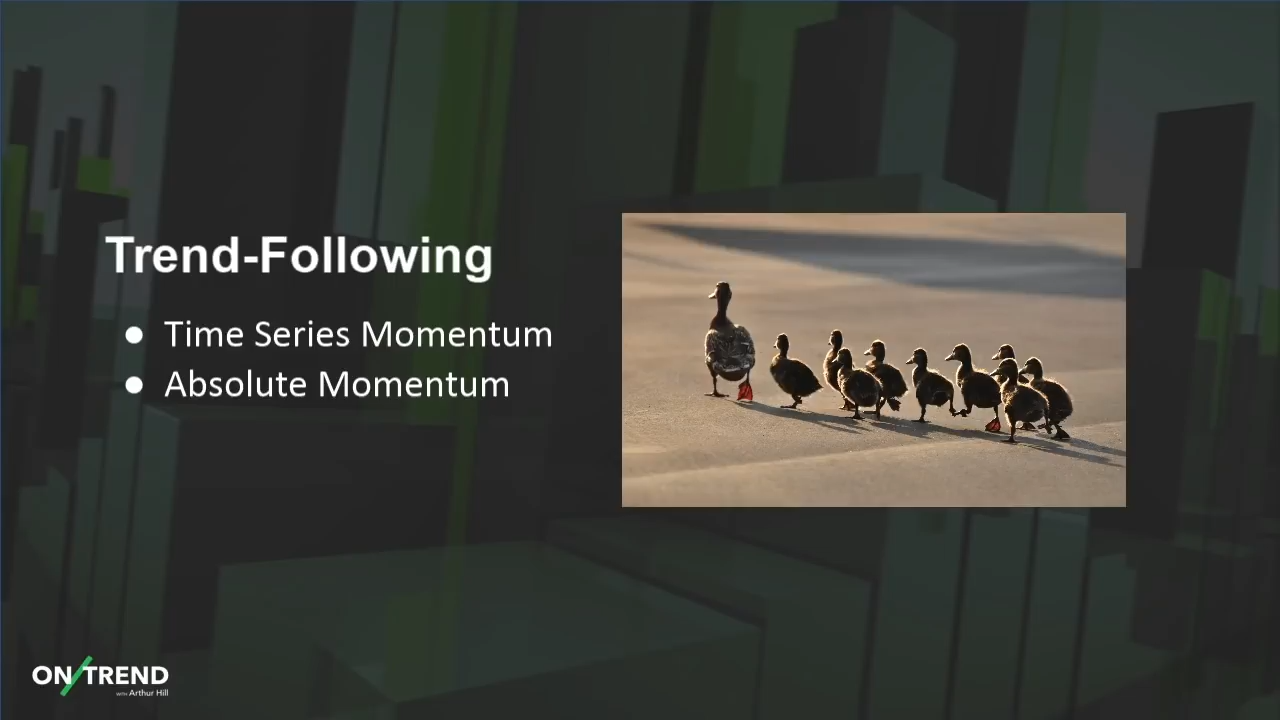 Trend-Following
● Time Series Momentum
● Absolute Momentum
ON/TREND
with Arthur Hill